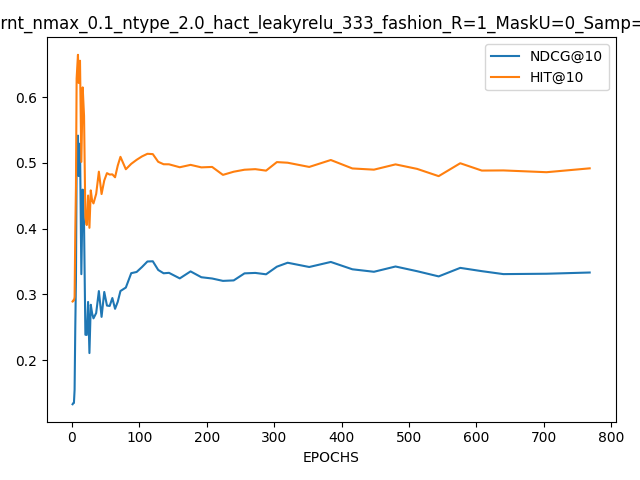 rnt_nmax_0.1_ntype_2.0_hact_leakyrelu_333_fashion_R=1_MaskU=0_Samp=
NDCG@10
HIT@10
0.6
0.5
0.4
0.3
0.2
0 100 200 300 400 500 600 700 800
EPOCHS